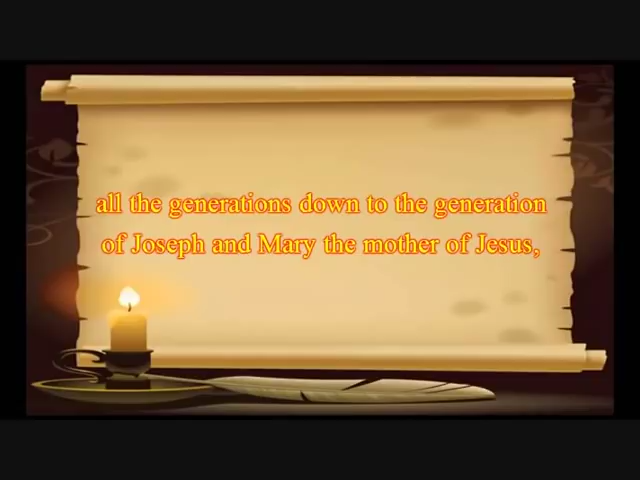 all the generations down to the generation
of Joseph and Mary the mother of Jesus,